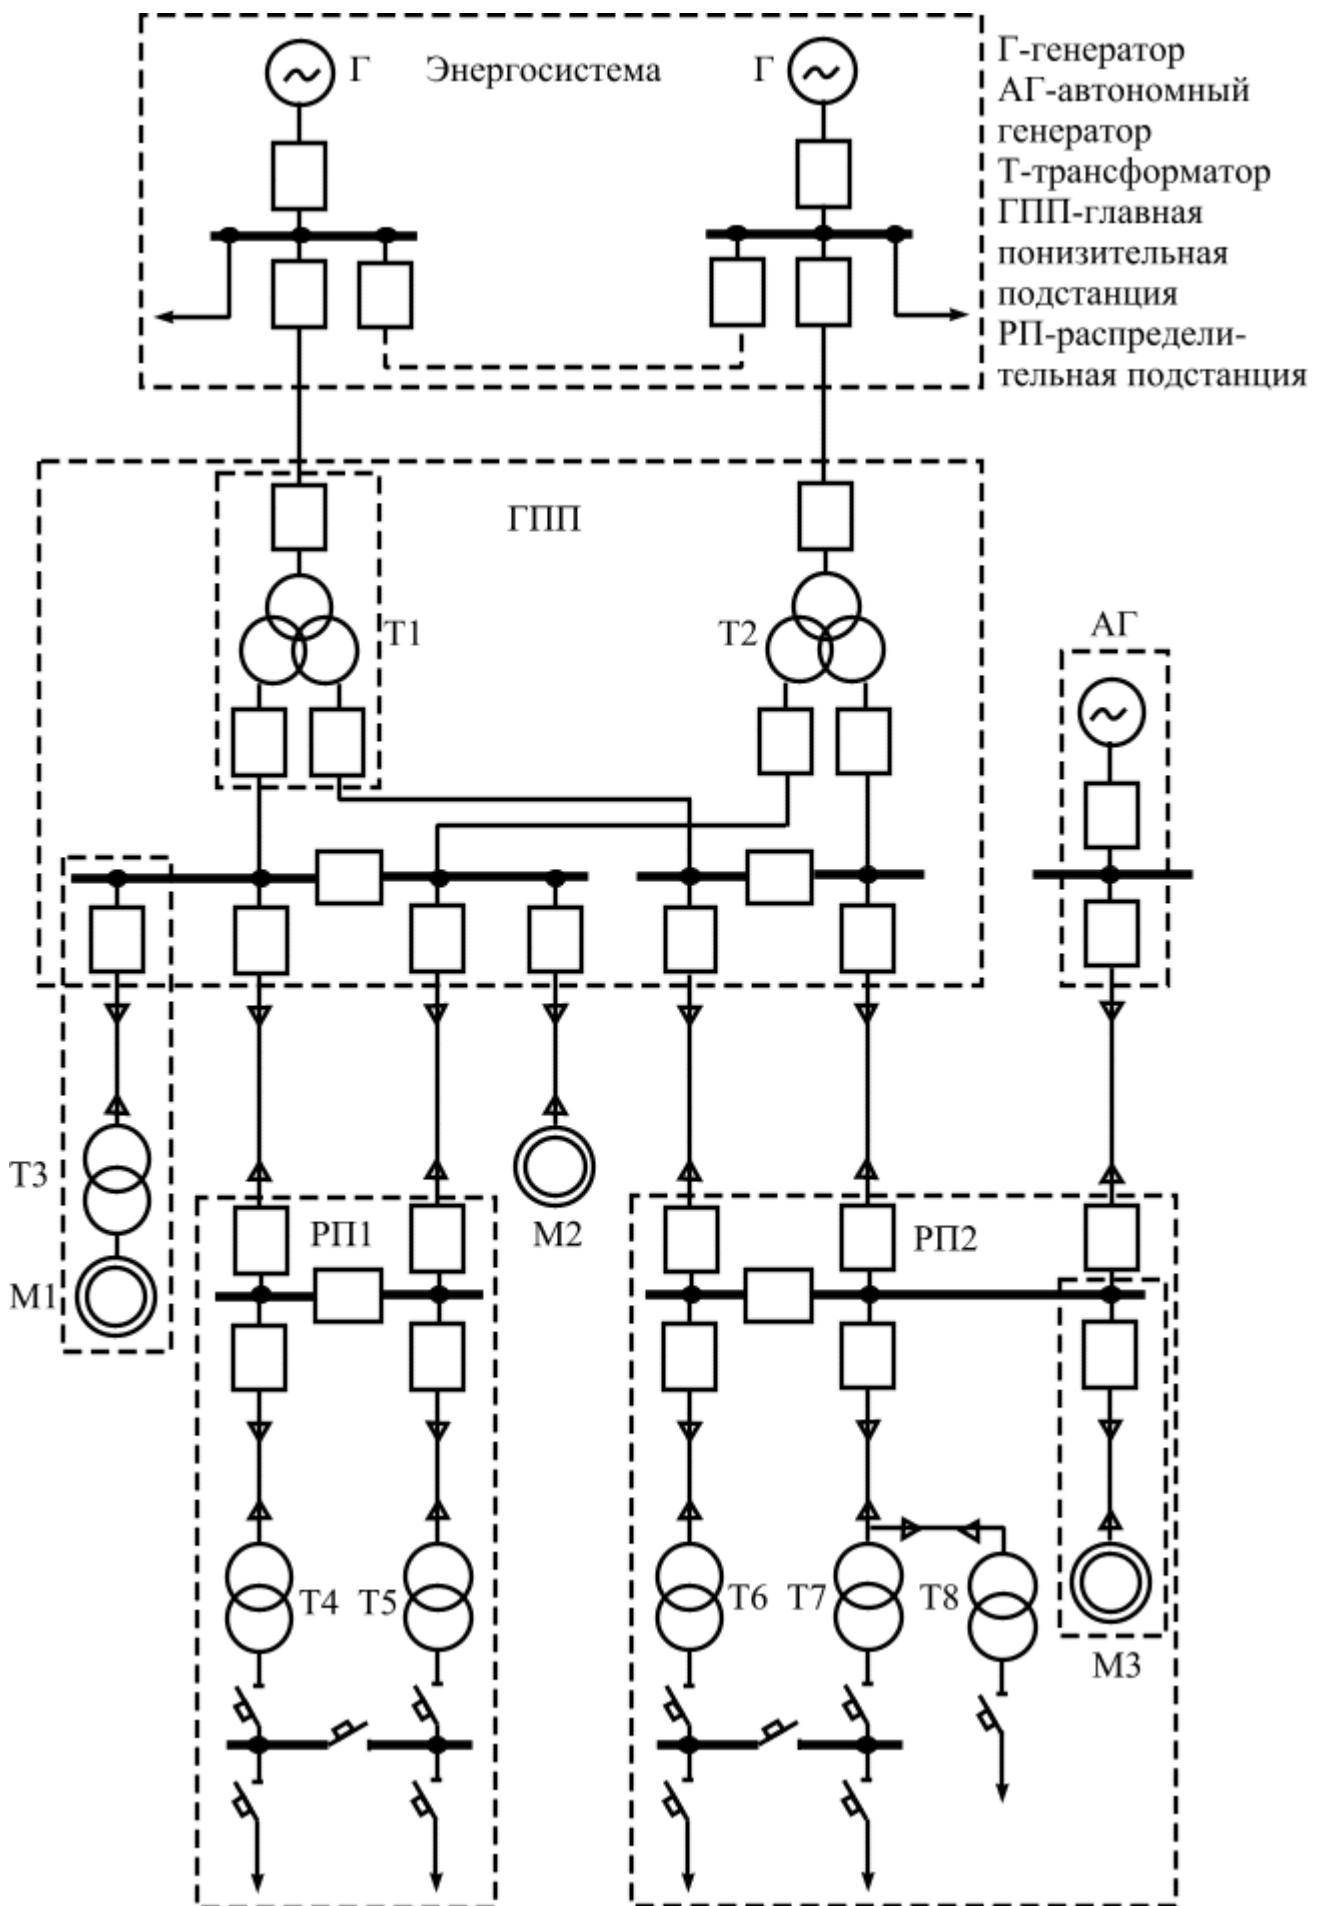 Г Энергосистема Г
Г-генератор
АГ-автономный
генератор
Т-трансформатор
ГПП-главная
понизительная
подстанция
РП-распредели-
тельная подстанция
ГПП
Т1
Т2
АГ
Т3
М1
РП1
М2
РП2
Т4
Т5
Т6
Т7
Т8
М3